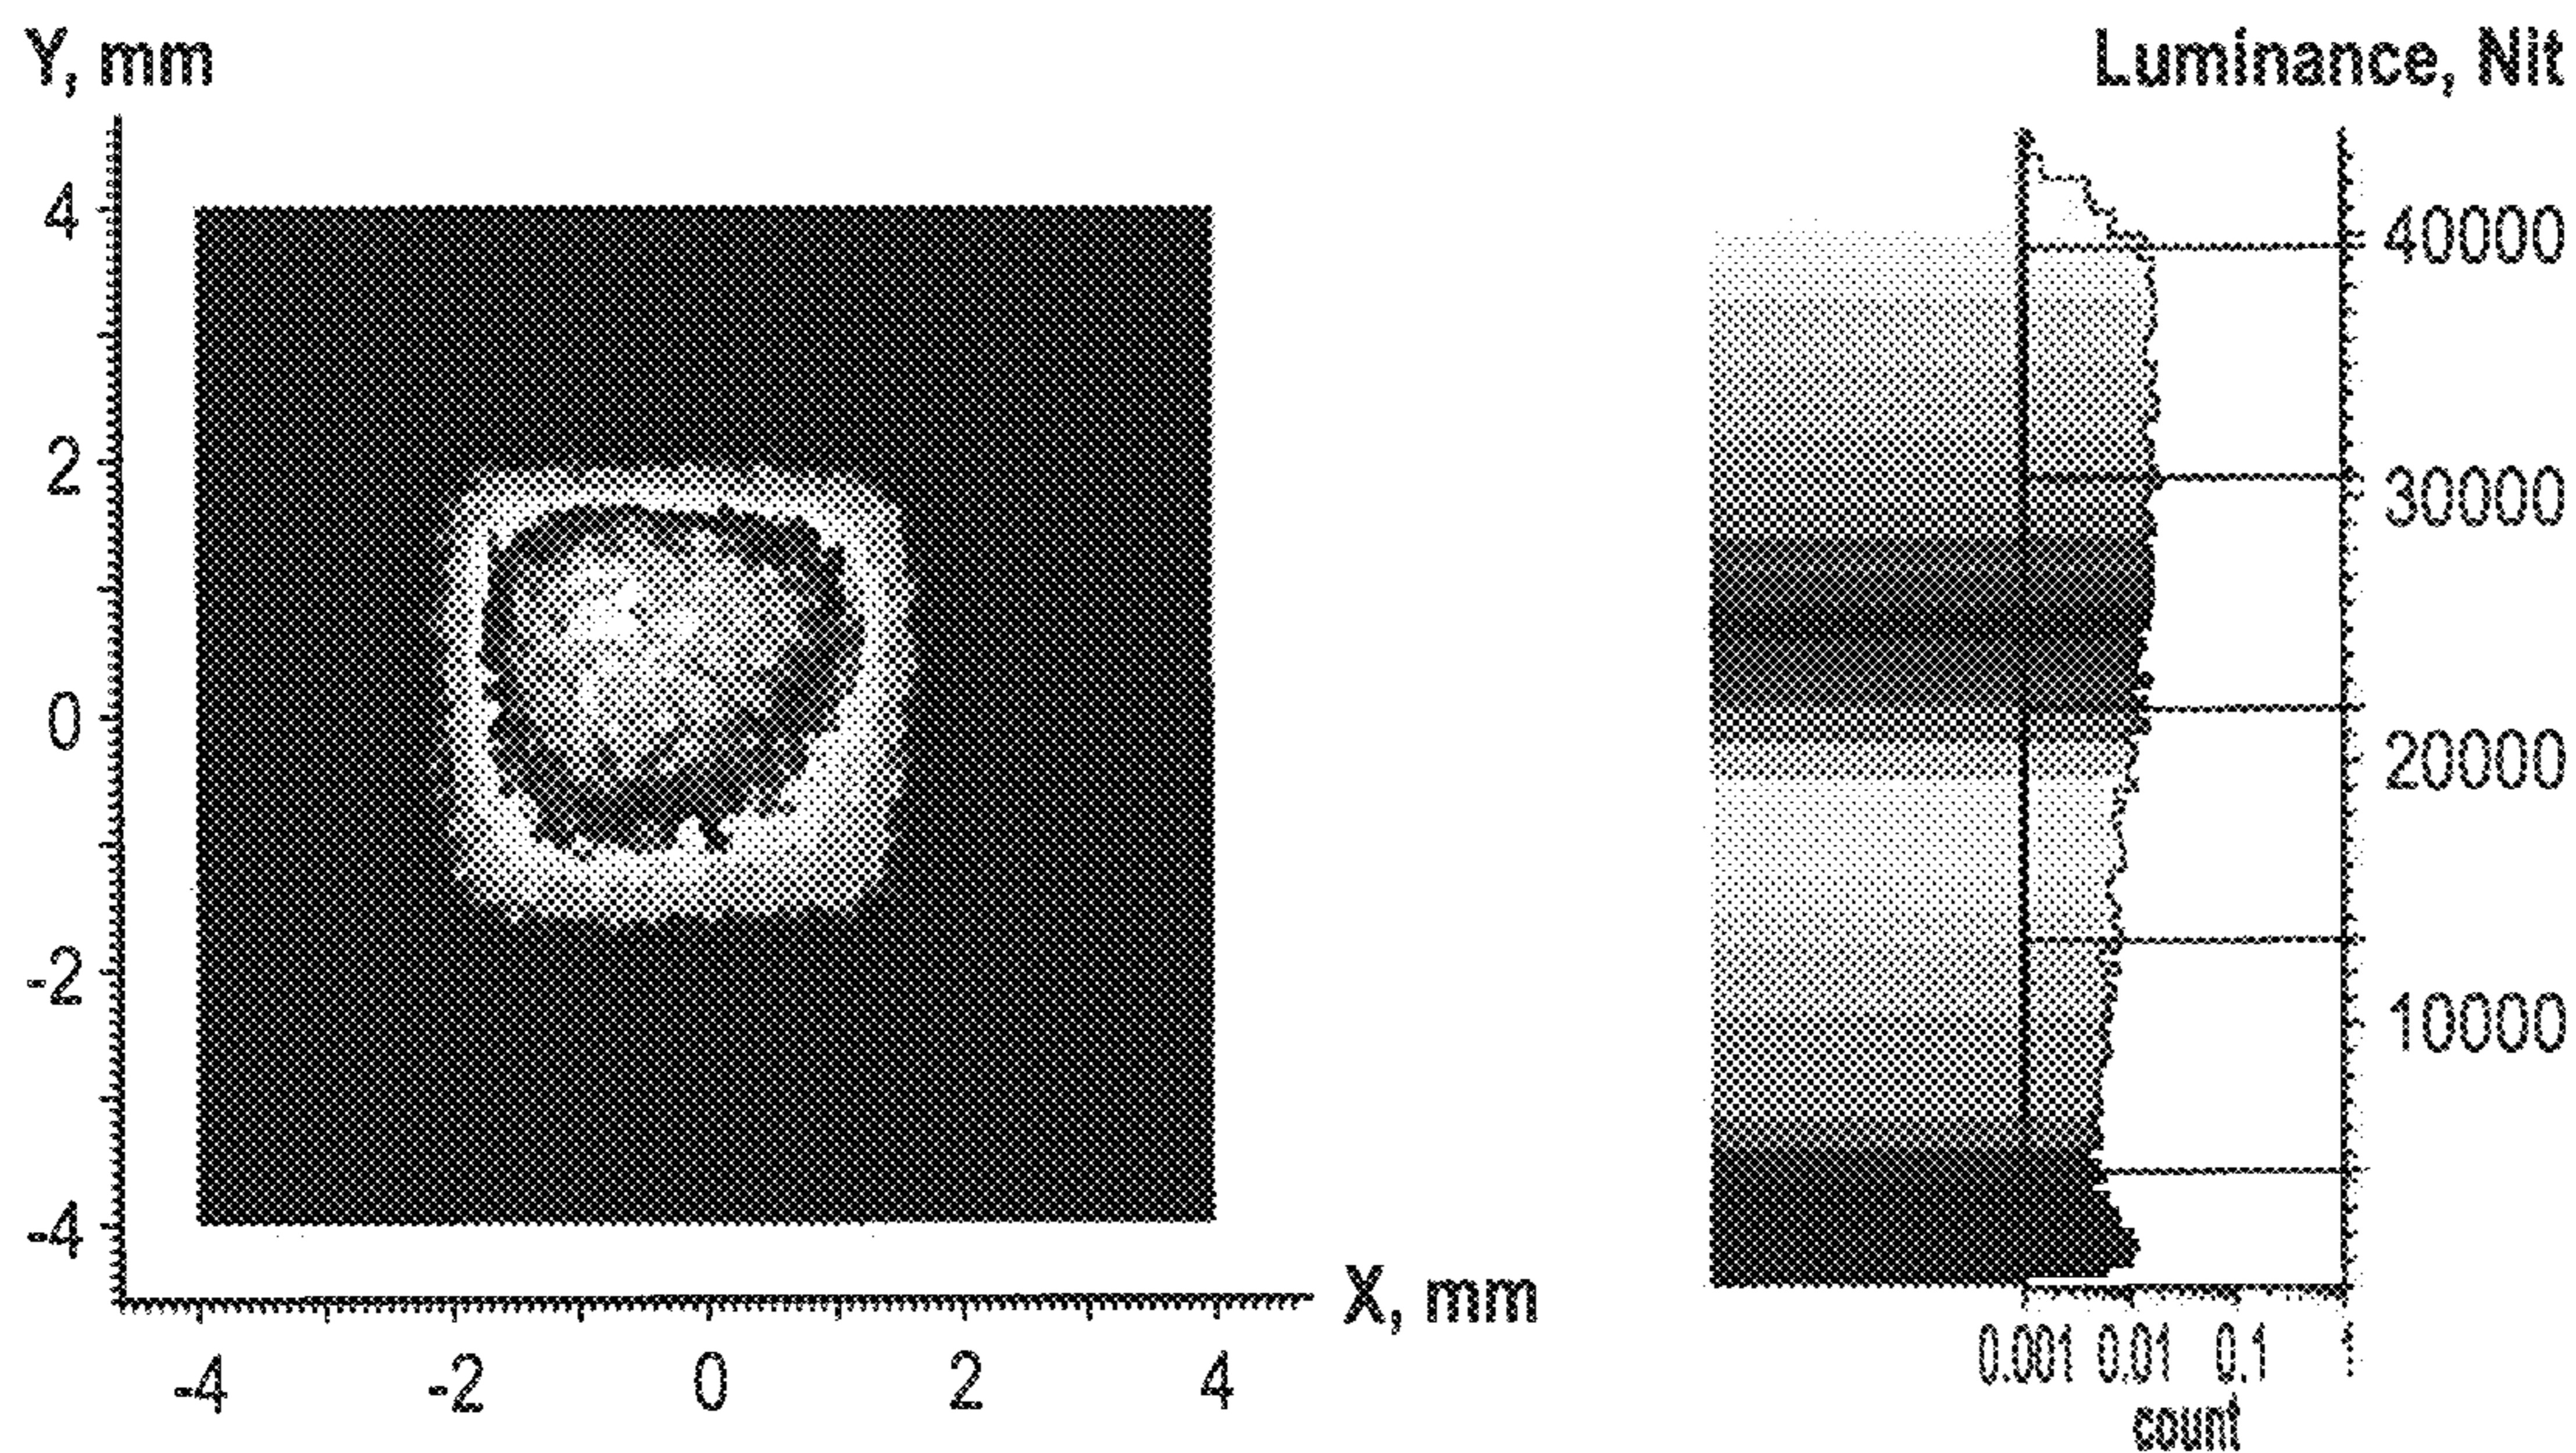 Y, mm
4
2
0
-2
-4
-4 -2 0 2 4
X, mm
Luminance, Nit
40000
30000
20000
10000
0.001 0.01 0.1 1
count